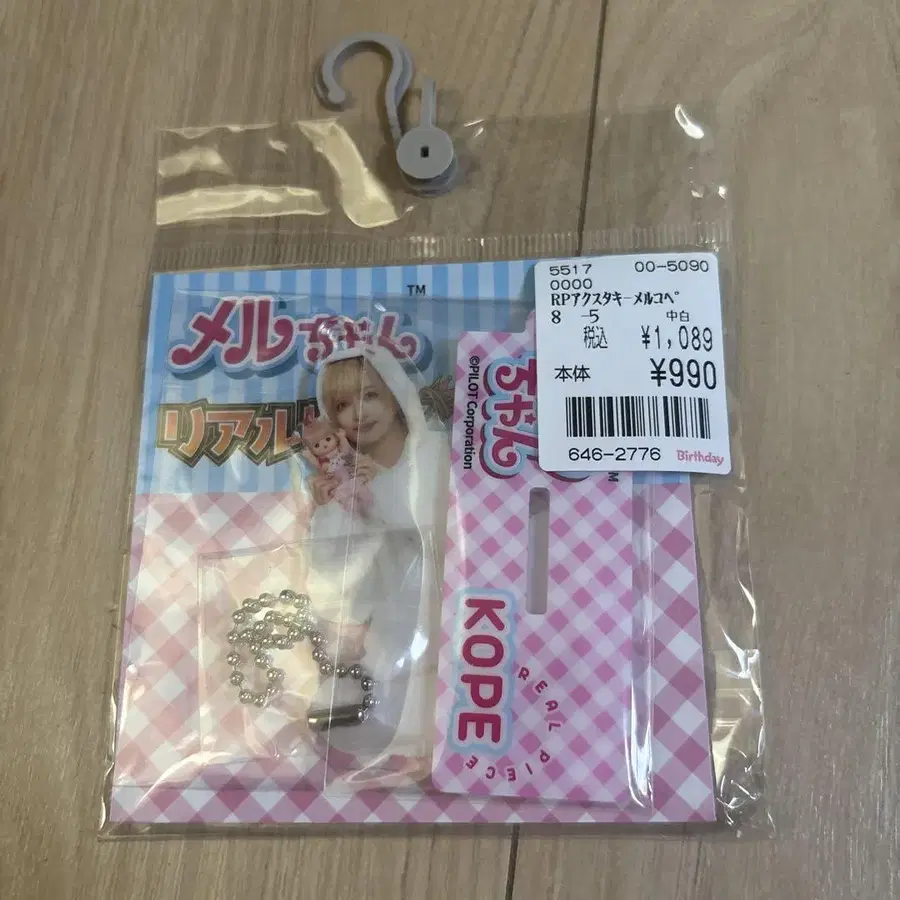 メルちゃん
TM
リアル
©PILOT Corporation
ちゃん
TM
KOPE
REAL PIECE
5517 00-5090
0000
RPアクスタキーメルコペ
8 -5 中白
税込 ¥1,089
本体 ¥990
646-2776 Birthday